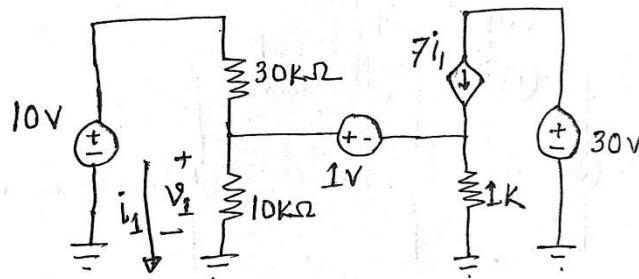 7i₁
30KΩ
10V
+
-
+
-
+ -
+
-
30V
1V
i₁
v₁
10KΩ
1K